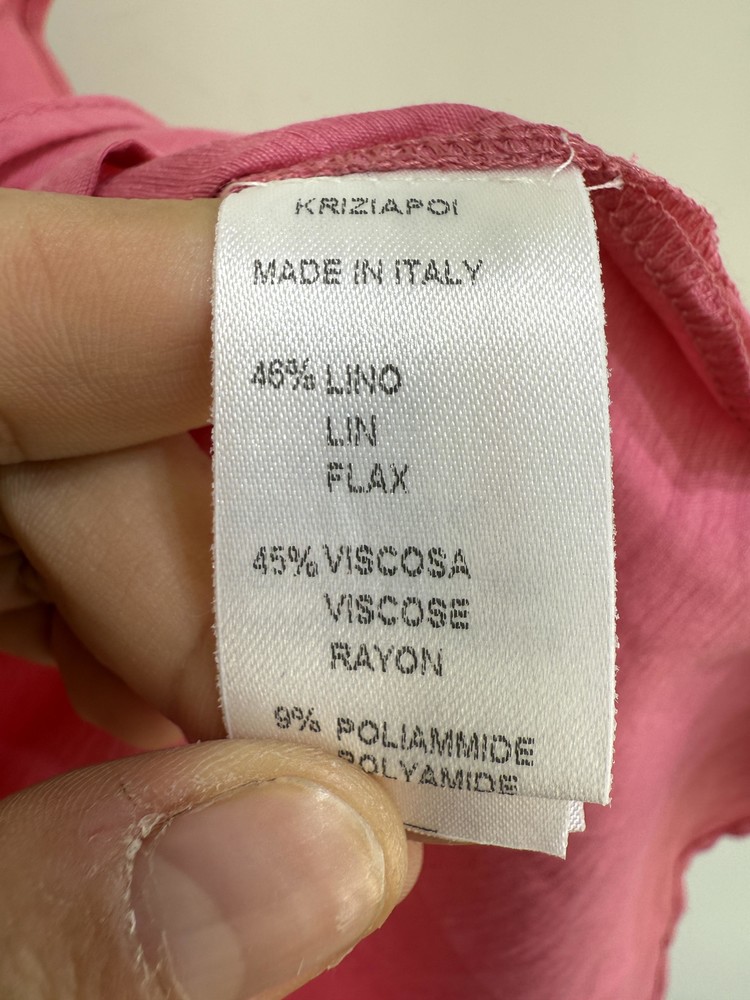 KRIZIAPOI
MADE IN ITALY
46% LINO
LIN
FLAX
45% VISCOSA
VISCOSE
RAYON
9% POLIAMMIDE
POLYAMIDE